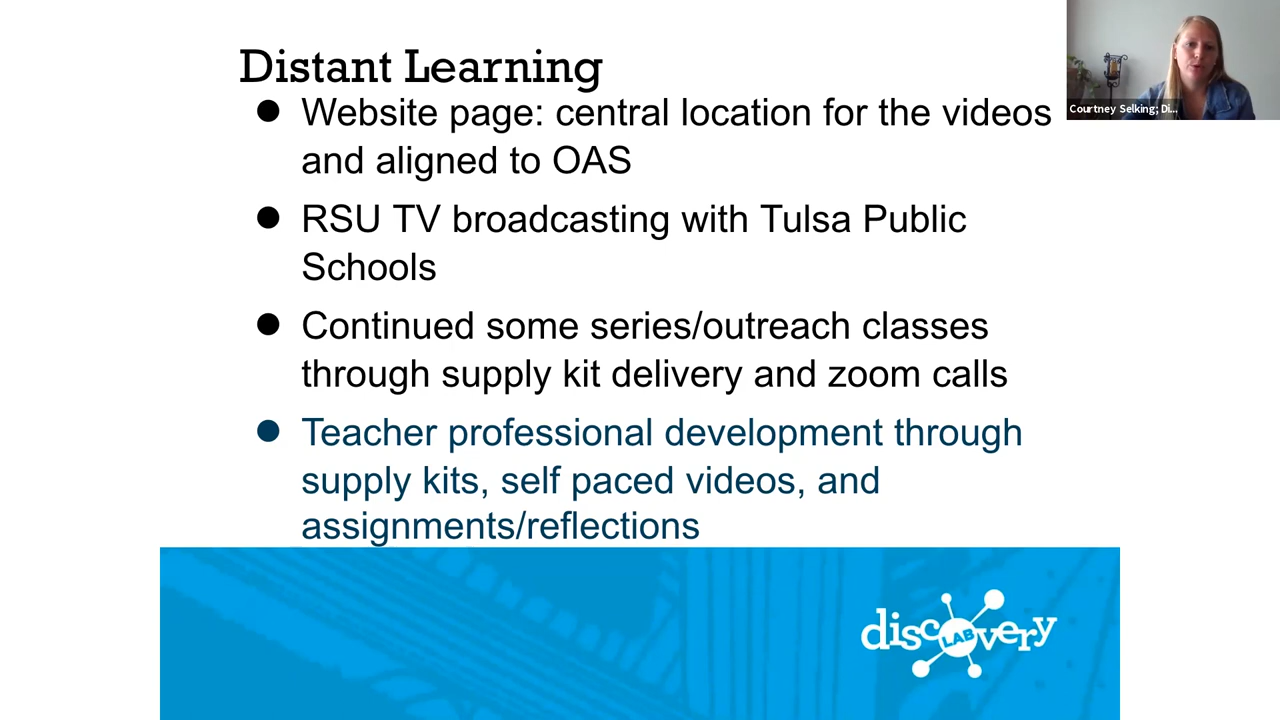 Distant Learning
● Website page: central location for the videos
and aligned to OAS
● RSU TV broadcasting with Tulsa Public
Schools
● Continued some series/outreach classes
through supply kit delivery and zoom calls
● Teacher professional development through
supply kits, self paced videos, and
assignments/reflections
Courtney Selking; Di...
discovery
LAB